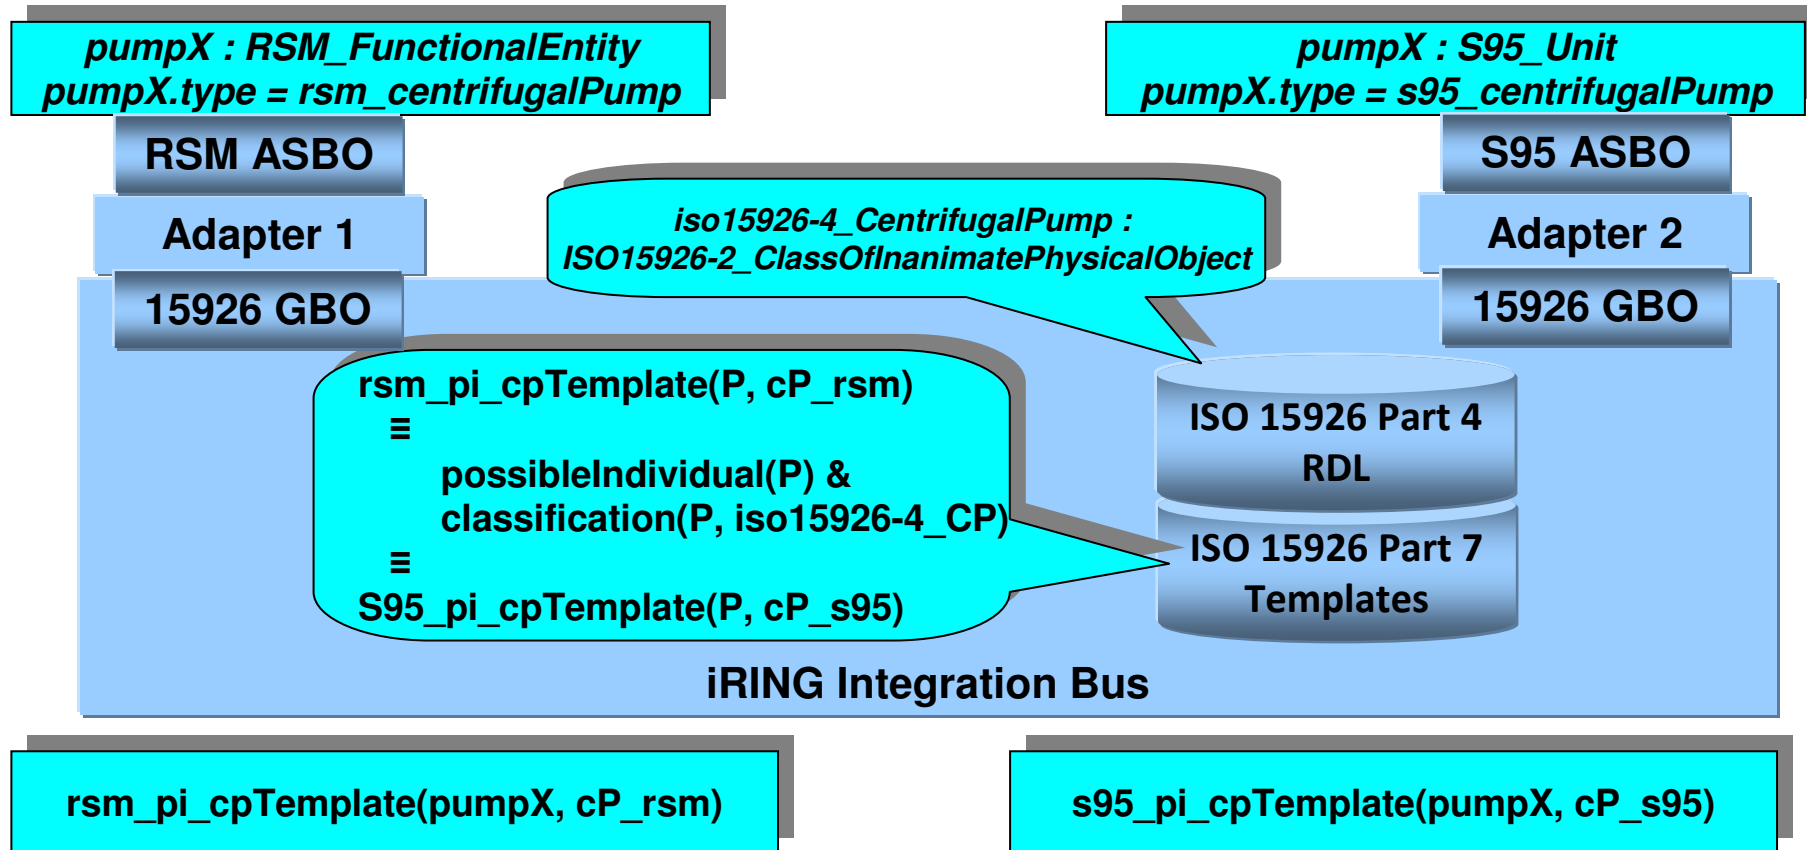 pumpX : RSM_FunctionalEntity
pumpX.type = rsm_centrifugalPump
pumpX : S95_Unit
pumpX.type = s95_centrifugalPump
RSM ASBO
Adapter 1
15926 GBO
S95 ASBO
Adapter 2
15926 GBO
iso15926-4_CentrifugalPump :
ISO15926-2_ClassOfInanimatePhysicalObject
rsm_pi_cpTemplate(P, cP_rsm)
≡
possibleIndividual(P) &
classification(P, iso15926-4_CP)
≡
S95_pi_cpTemplate(P, cP_s95)
ISO 15926 Part 4
RDL
ISO 15926 Part 7
Templates
iRING Integration Bus
rsm_pi_cpTemplate(pumpX, cP_rsm)
s95_pi_cpTemplate(pumpX, cP_s95)